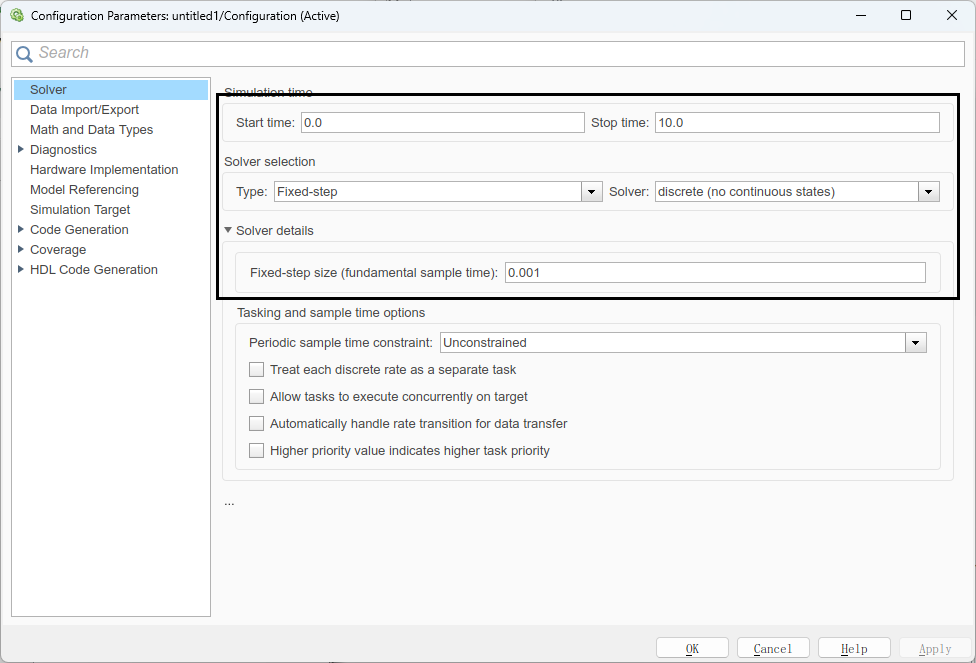 Configuration Parameters: untitled1/Configuration (Active)
Search
Solver
Data Import/Export
Math and Data Types
Diagnostics
Hardware Implementation
Model Referencing
Simulation Target
Code Generation
Coverage
HDL Code Generation
Simulation time
Start time: 0.0 Stop time: 10.0
Solver selection
Type: Fixed-step Solver: discrete (no continuous states)
Solver details
Fixed-step size (fundamental sample time): 0.001
Tasking and sample time options
Periodic sample time constraint: Unconstrained
Treat each discrete rate as a separate task
Allow tasks to execute concurrently on target
Automatically handle rate transition for data transfer
Higher priority value indicates higher task priority
...
OK Cancel Help Apply